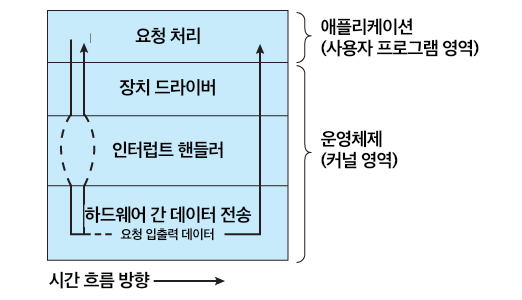 요청 처리
애플리케이션
(사용자 프로그램 영역)
장치 드라이버
인터럽트 핸들러
운영체제
(커널 영역)
하드웨어 간 데이터 전송
요청 입출력 데이터
시간 흐름 방향